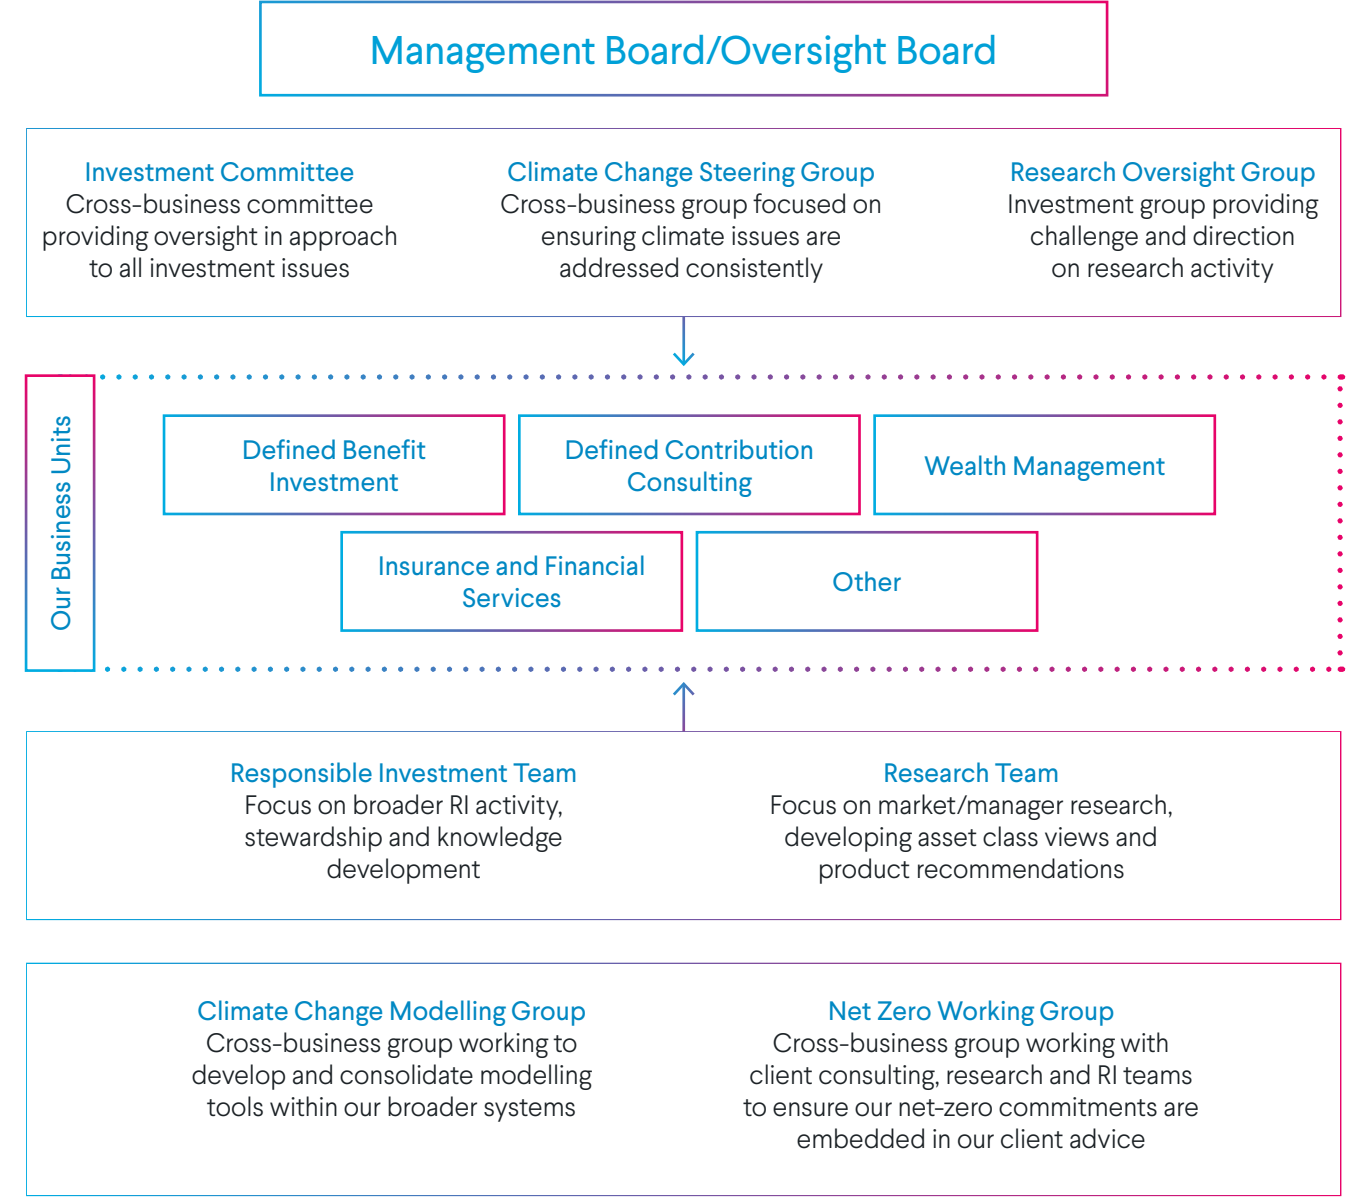 Management Board/Oversight Board
Investment Committee
Cross-business committee
providing oversight in approach
to all investment issues
Climate Change Steering Group
Cross-business group focused on
ensuring climate issues are
addressed consistently
Research Oversight Group
Investment group providing
challenge and direction
on research activity
Our Business Units
Defined Benefit
Investment
Defined Contribution
Consulting
Wealth Management
Insurance and Financial
Services
Other
Responsible Investment Team
Focus on broader RI activity,
stewardship and knowledge
development
Research Team
Focus on market/manager research,
developing asset class views and
product recommendations
Climate Change Modelling Group
Cross-business group working to
develop and consolidate modelling
tools within our broader systems
Net Zero Working Group
Cross-business group working with
client consulting, research and RI teams
to ensure our net-zero commitments are
embedded in our client advice